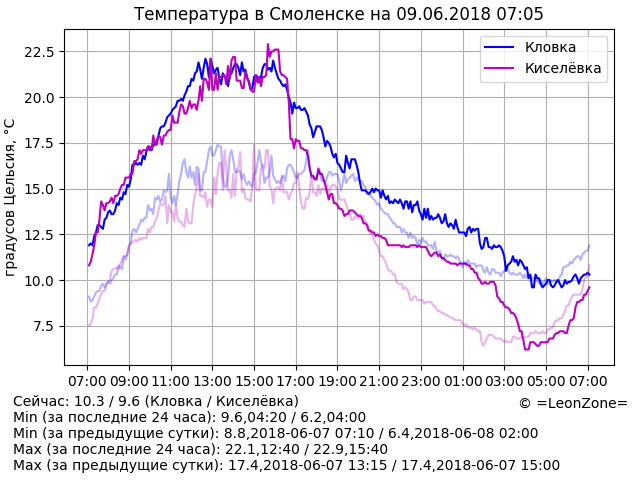 Температура в Смоленске на 09.06.2018 07:05
градусов Цельсия, °C
22.5
20.0
17.5
15.0
12.5
10.0
7.5
Кловка
Киселёвка
07:00 09:00 11:00 13:00 15:00 17:00 19:00 21:00 23:00 01:00 03:00 05:00 07:00
Сейчас: 10.3 / 9.6 (Кловка / Киселёвка)
© =LeonZone=
Min (за последние 24 часа): 9.6,04:20 / 6.2,04:00
Min (за предыдущие сутки): 8.8,2018-06-07 07:10 / 6.4,2018-06-08 02:00
Max (за последние 24 часа): 22.1,12:40 / 22.9,15:40
Max (за предыдущие сутки): 17.4,2018-06-07 13:15 / 17.4,2018-06-07 15:00